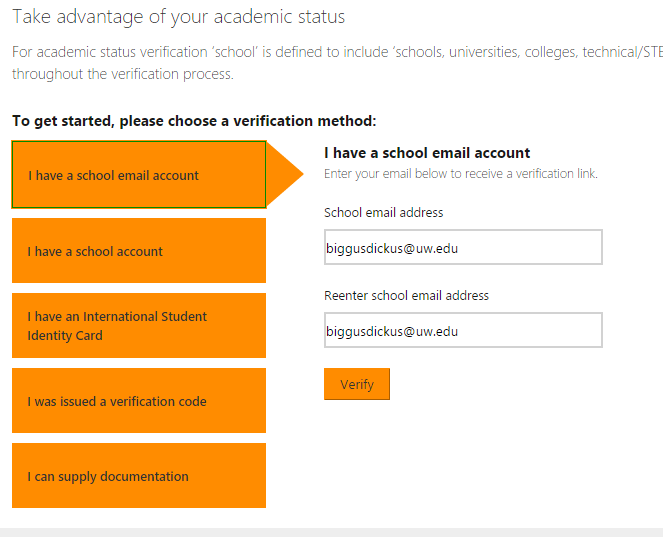 Take advantage of your academic status
For academic status verification ‘school’ is defined to include ‘schools, universities, colleges, technical/STE
throughout the verification process.
To get started, please choose a verification method:
I have a school email account
I have a school account
I have an International Student
Identity Card
I was issued a verification code
I can supply documentation
I have a school email account
Enter your email below to receive a verification link.
School email address
biggusdickus@uw.edu
Reenter school email address
biggusdickus@uw.edu
Verify